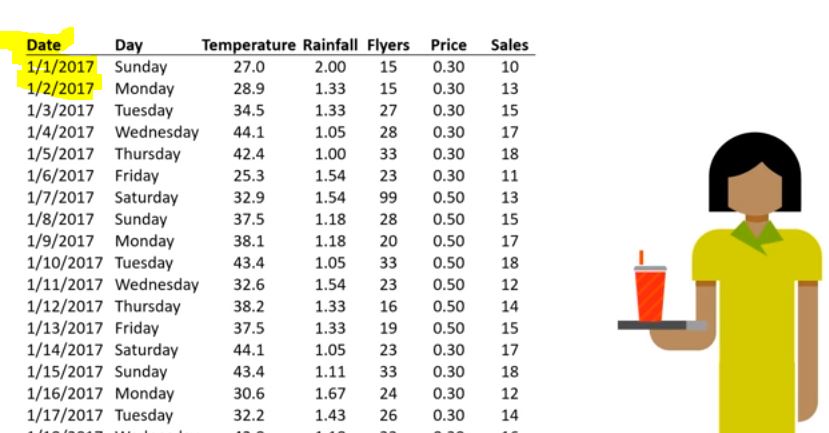 Date Day Temperature Rainfall Flyers Price Sales
1/1/2017 Sunday 27.0 2.00 15 0.30 10
1/2/2017 Monday 28.9 1.33 15 0.30 13
1/3/2017 Tuesday 34.5 1.33 27 0.30 15
1/4/2017 Wednesday 44.1 1.05 28 0.30 17
1/5/2017 Thursday 42.4 1.00 33 0.30 18
1/6/2017 Friday 25.3 1.54 23 0.30 11
1/7/2017 Saturday 32.9 1.54 99 0.50 13
1/8/2017 Sunday 37.5 1.18 28 0.50 15
1/9/2017 Monday 38.1 1.18 20 0.50 17
1/10/2017 Tuesday 43.4 1.05 33 0.50 18
1/11/2017 Wednesday 32.6 1.54 23 0.50 12
1/12/2017 Thursday 38.2 1.33 16 0.50 14
1/13/2017 Friday 37.5 1.33 19 0.50 15
1/14/2017 Saturday 44.1 1.05 23 0.30 17
1/15/2017 Sunday 43.4 1.11 33 0.30 18
1/16/2017 Monday 30.6 1.67 24 0.30 12
1/17/2017 Tuesday 32.2 1.43 26 0.30 14